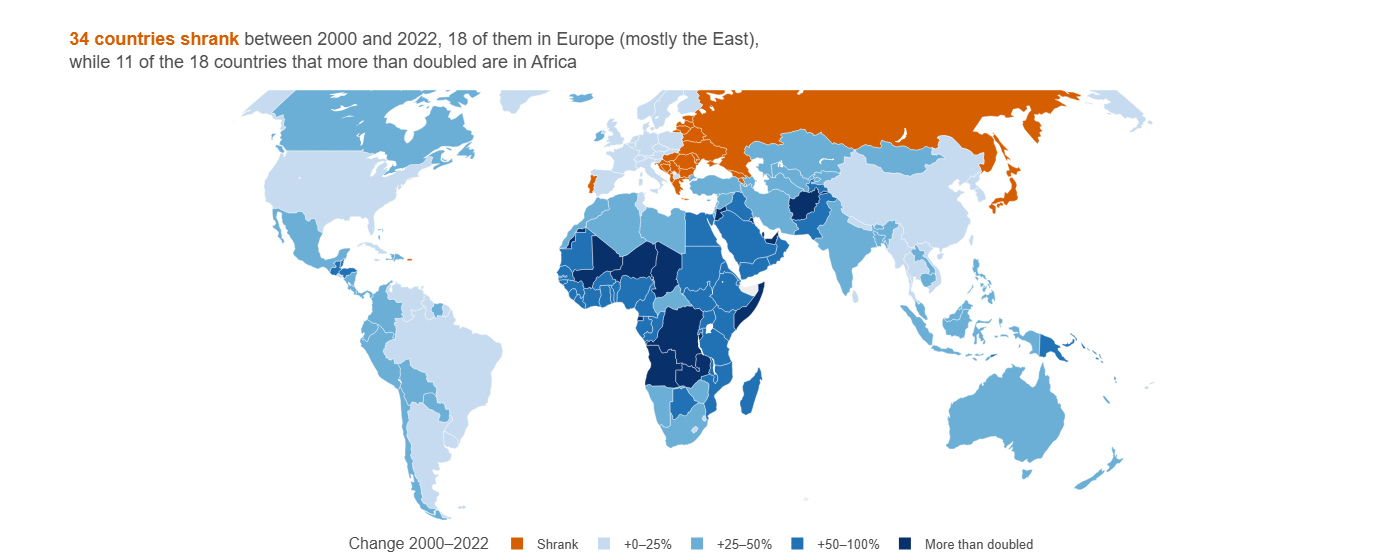 34 countries shrank between 2000 and 2022, 18 of them in Europe (mostly the East),
while 11 of the 18 countries that more than doubled are in Africa
Change 2000–2022 Shrank +0–25% +25–50% +50–100% More than doubled